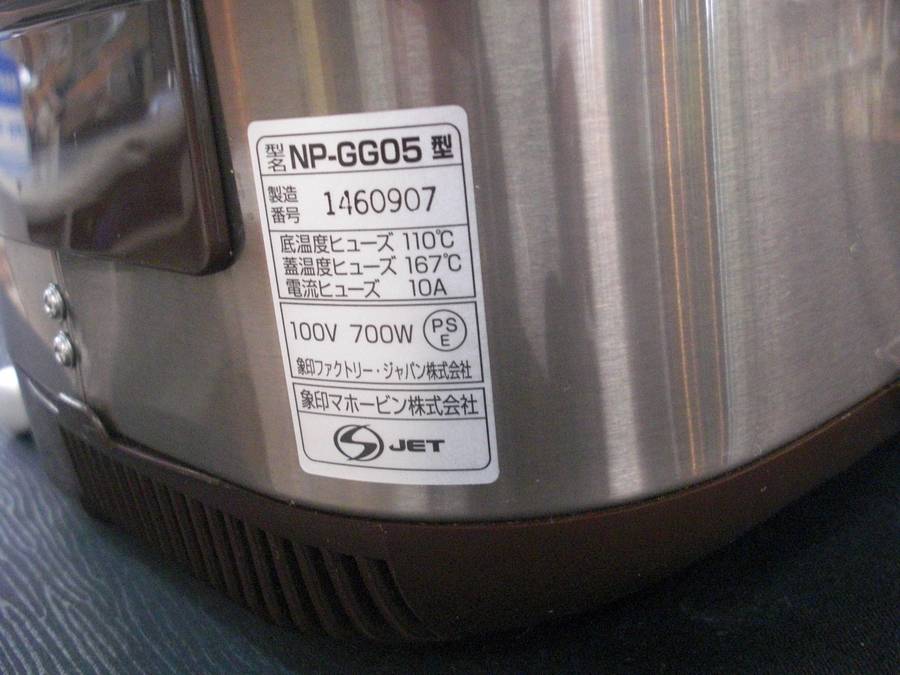 型名 NP-GG05 型
製造番号 1460907
底温度ヒューズ 110℃
蓋温度ヒューズ 167℃
電流ヒューズ 10A
100V 700W PSE
象印ファクトリー・ジャパン株式会社
象印マホービン株式会社
S JET